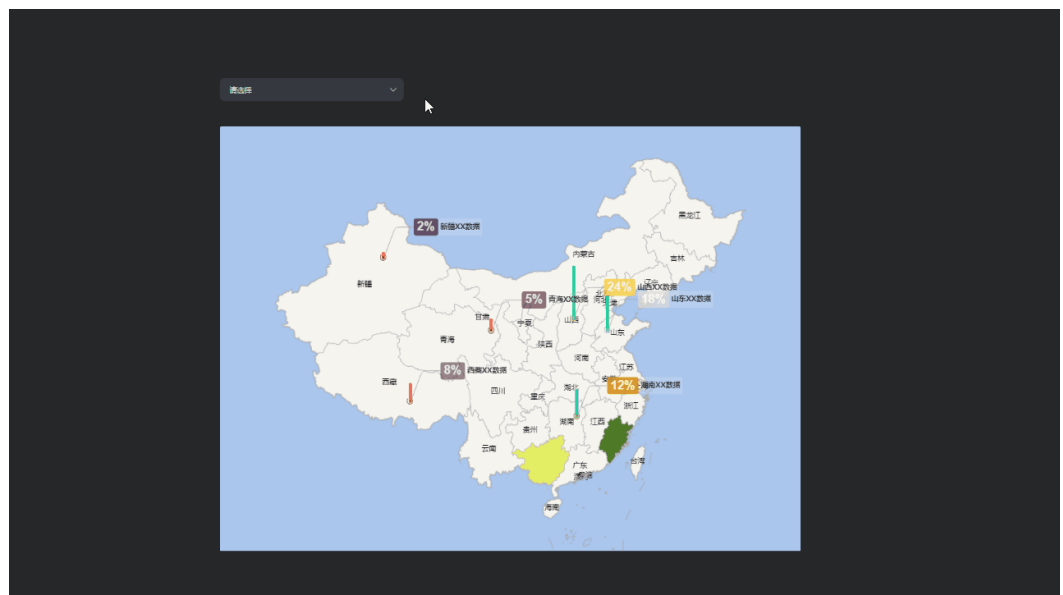 请选择
黑龙江
2% 新疆XX数据
内蒙古
吉林
新疆
24% 山西XX数据
5% 青海XX数据
18% 山东XX数据
甘肃
宁夏
山西
山东
青海
陕西
河南
江苏
8% 西藏XX数据
西藏
12% 湖南XX数据
四川
湖北
重庆
浙江
湖南
江西
贵州
云南
广东
台湾
海南